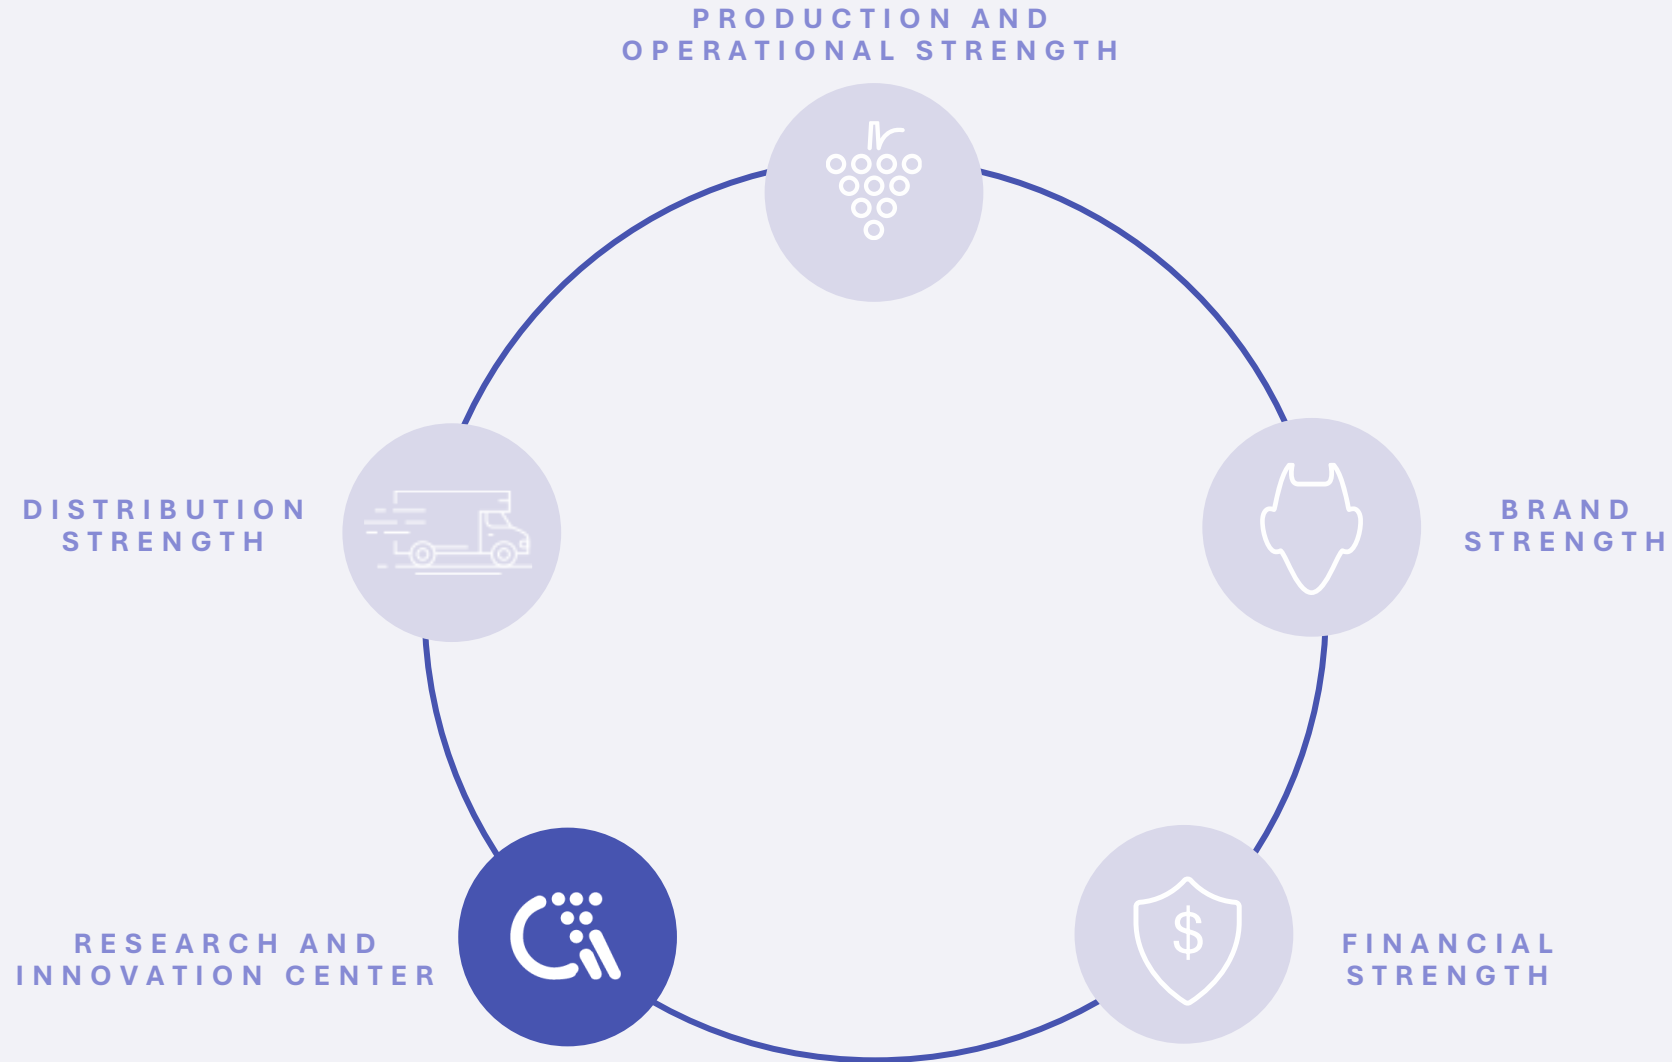 PRODUCTION AND
OPERATIONAL STRENGTH
DISTRIBUTION
STRENGTH
BRAND
STRENGTH
RESEARCH AND
INNOVATION CENTER
$
FINANCIAL
STRENGTH